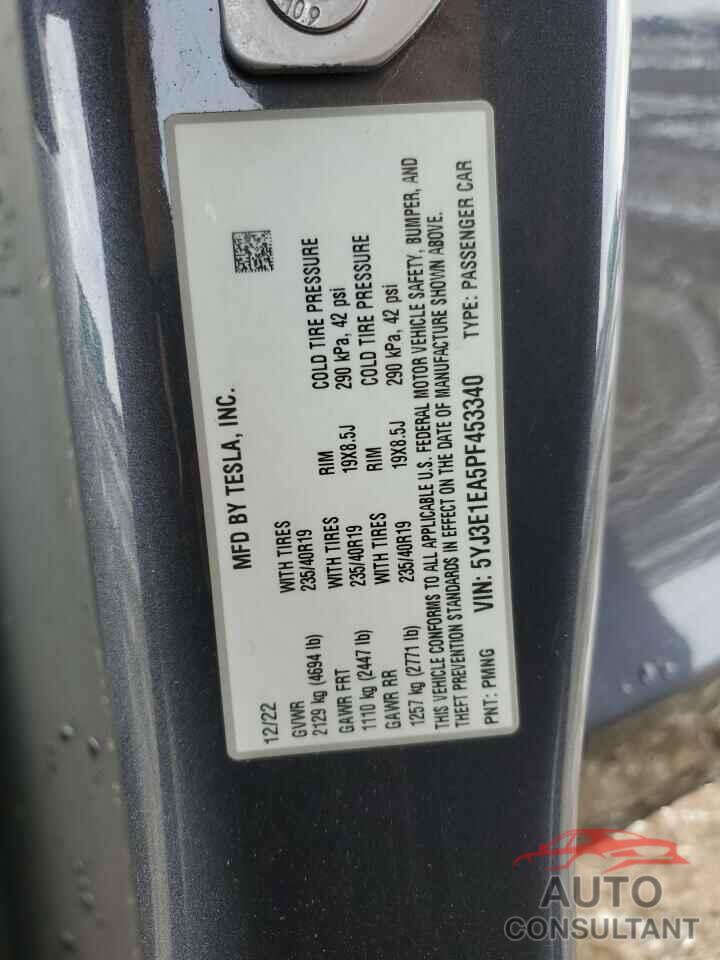 10.9
MFD BY TESLA, INC.
12/22
GVWR WITH TIRES RIM COLD TIRE PRESSURE
2129 kg (4694 lb) 235/40R19 19X8.5J 290 kPa, 42 psi
GAWR FRT WITH TIRES RIM COLD TIRE PRESSURE
1110 kg (2447 lb) 235/40R19 19X8.5J 290 kPa, 42 psi
GAWR RR
1257 kg (2771 lb)
THIS VEHICLE CONFORMS TO ALL APPLICABLE U.S. FEDERAL MOTOR VEHICLE SAFETY, BUMPER, AND
THEFT PREVENTION STANDARDS IN EFFECT ON THE DATE OF MANUFACTURE SHOWN ABOVE.
PNT: PMNG VIN: 5YJ3E1EA5PF453340 TYPE: PASSENGER CAR
AUTO
CONSULTANT